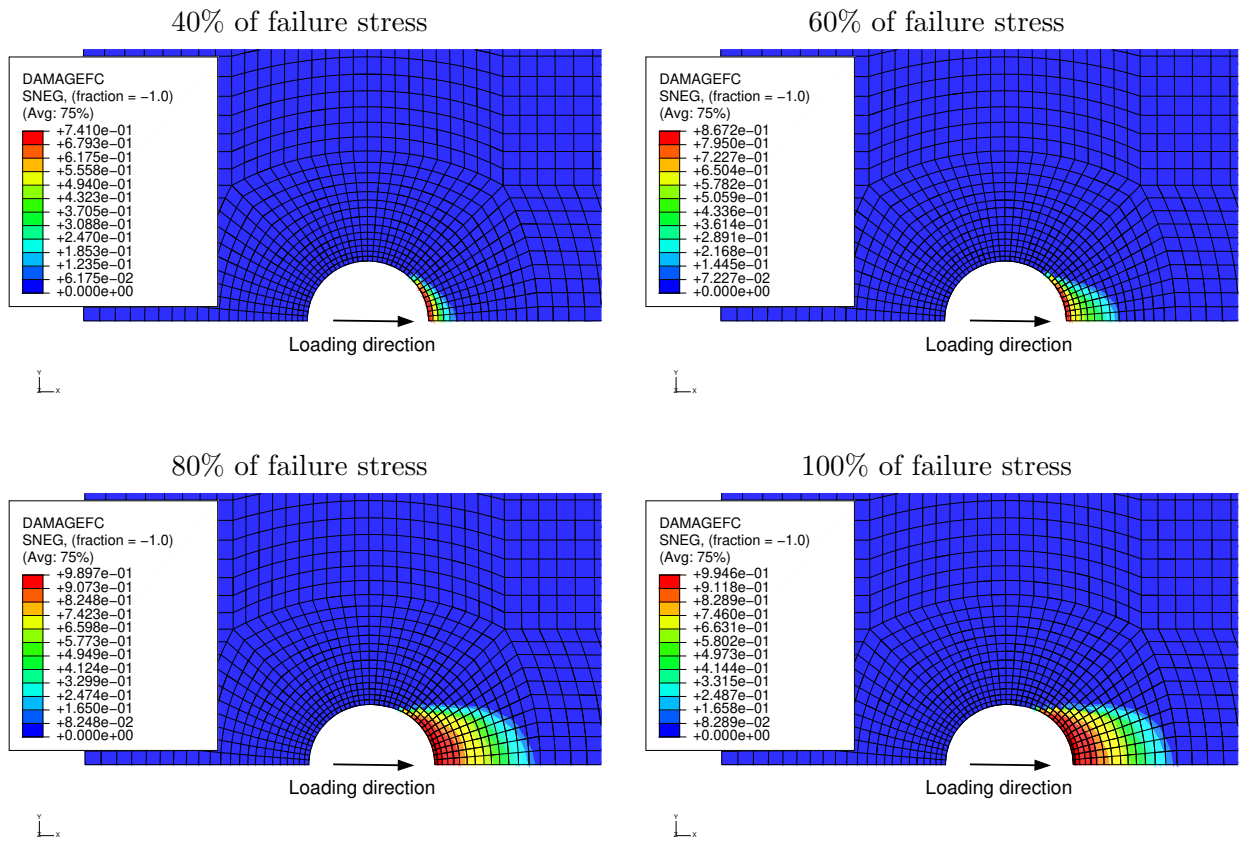 40% of failure stress
DAMAGEFC
SNEG, (fraction = −1.0)
(Avg: 75%)
+7.410e−01
+6.793e−01
+6.175e−01
+5.558e−01
+4.940e−01
+4.323e−01
+3.705e−01
+3.088e−01
+2.470e−01
+1.853e−01
+1.235e−01
+6.175e−02
+0.000e+00
Loading direction
Y
Z X
60% of failure stress
DAMAGEFC
SNEG, (fraction = −1.0)
(Avg: 75%)
+8.672e−01
+7.950e−01
+7.227e−01
+6.504e−01
+5.782e−01
+5.059e−01
+4.336e−01
+3.614e−01
+2.891e−01
+2.168e−01
+1.445e−01
+7.227e−02
+0.000e+00
Loading direction
Y
Z X
80% of failure stress
DAMAGEFC
SNEG, (fraction = −1.0)
(Avg: 75%)
+9.897e−01
+9.073e−01
+8.248e−01
+7.423e−01
+6.598e−01
+5.773e−01
+4.949e−01
+4.124e−01
+3.299e−01
+2.474e−01
+1.650e−01
+8.248e−02
+0.000e+00
Loading direction
Y
Z X
100% of failure stress
DAMAGEFC
SNEG, (fraction = −1.0)
(Avg: 75%)
+9.946e−01
+9.118e−01
+8.289e−01
+7.460e−01
+6.631e−01
+5.802e−01
+4.973e−01
+4.144e−01
+3.315e−01
+2.487e−01
+1.658e−01
+8.289e−02
+0.000e+00
Loading direction
Y
Z X